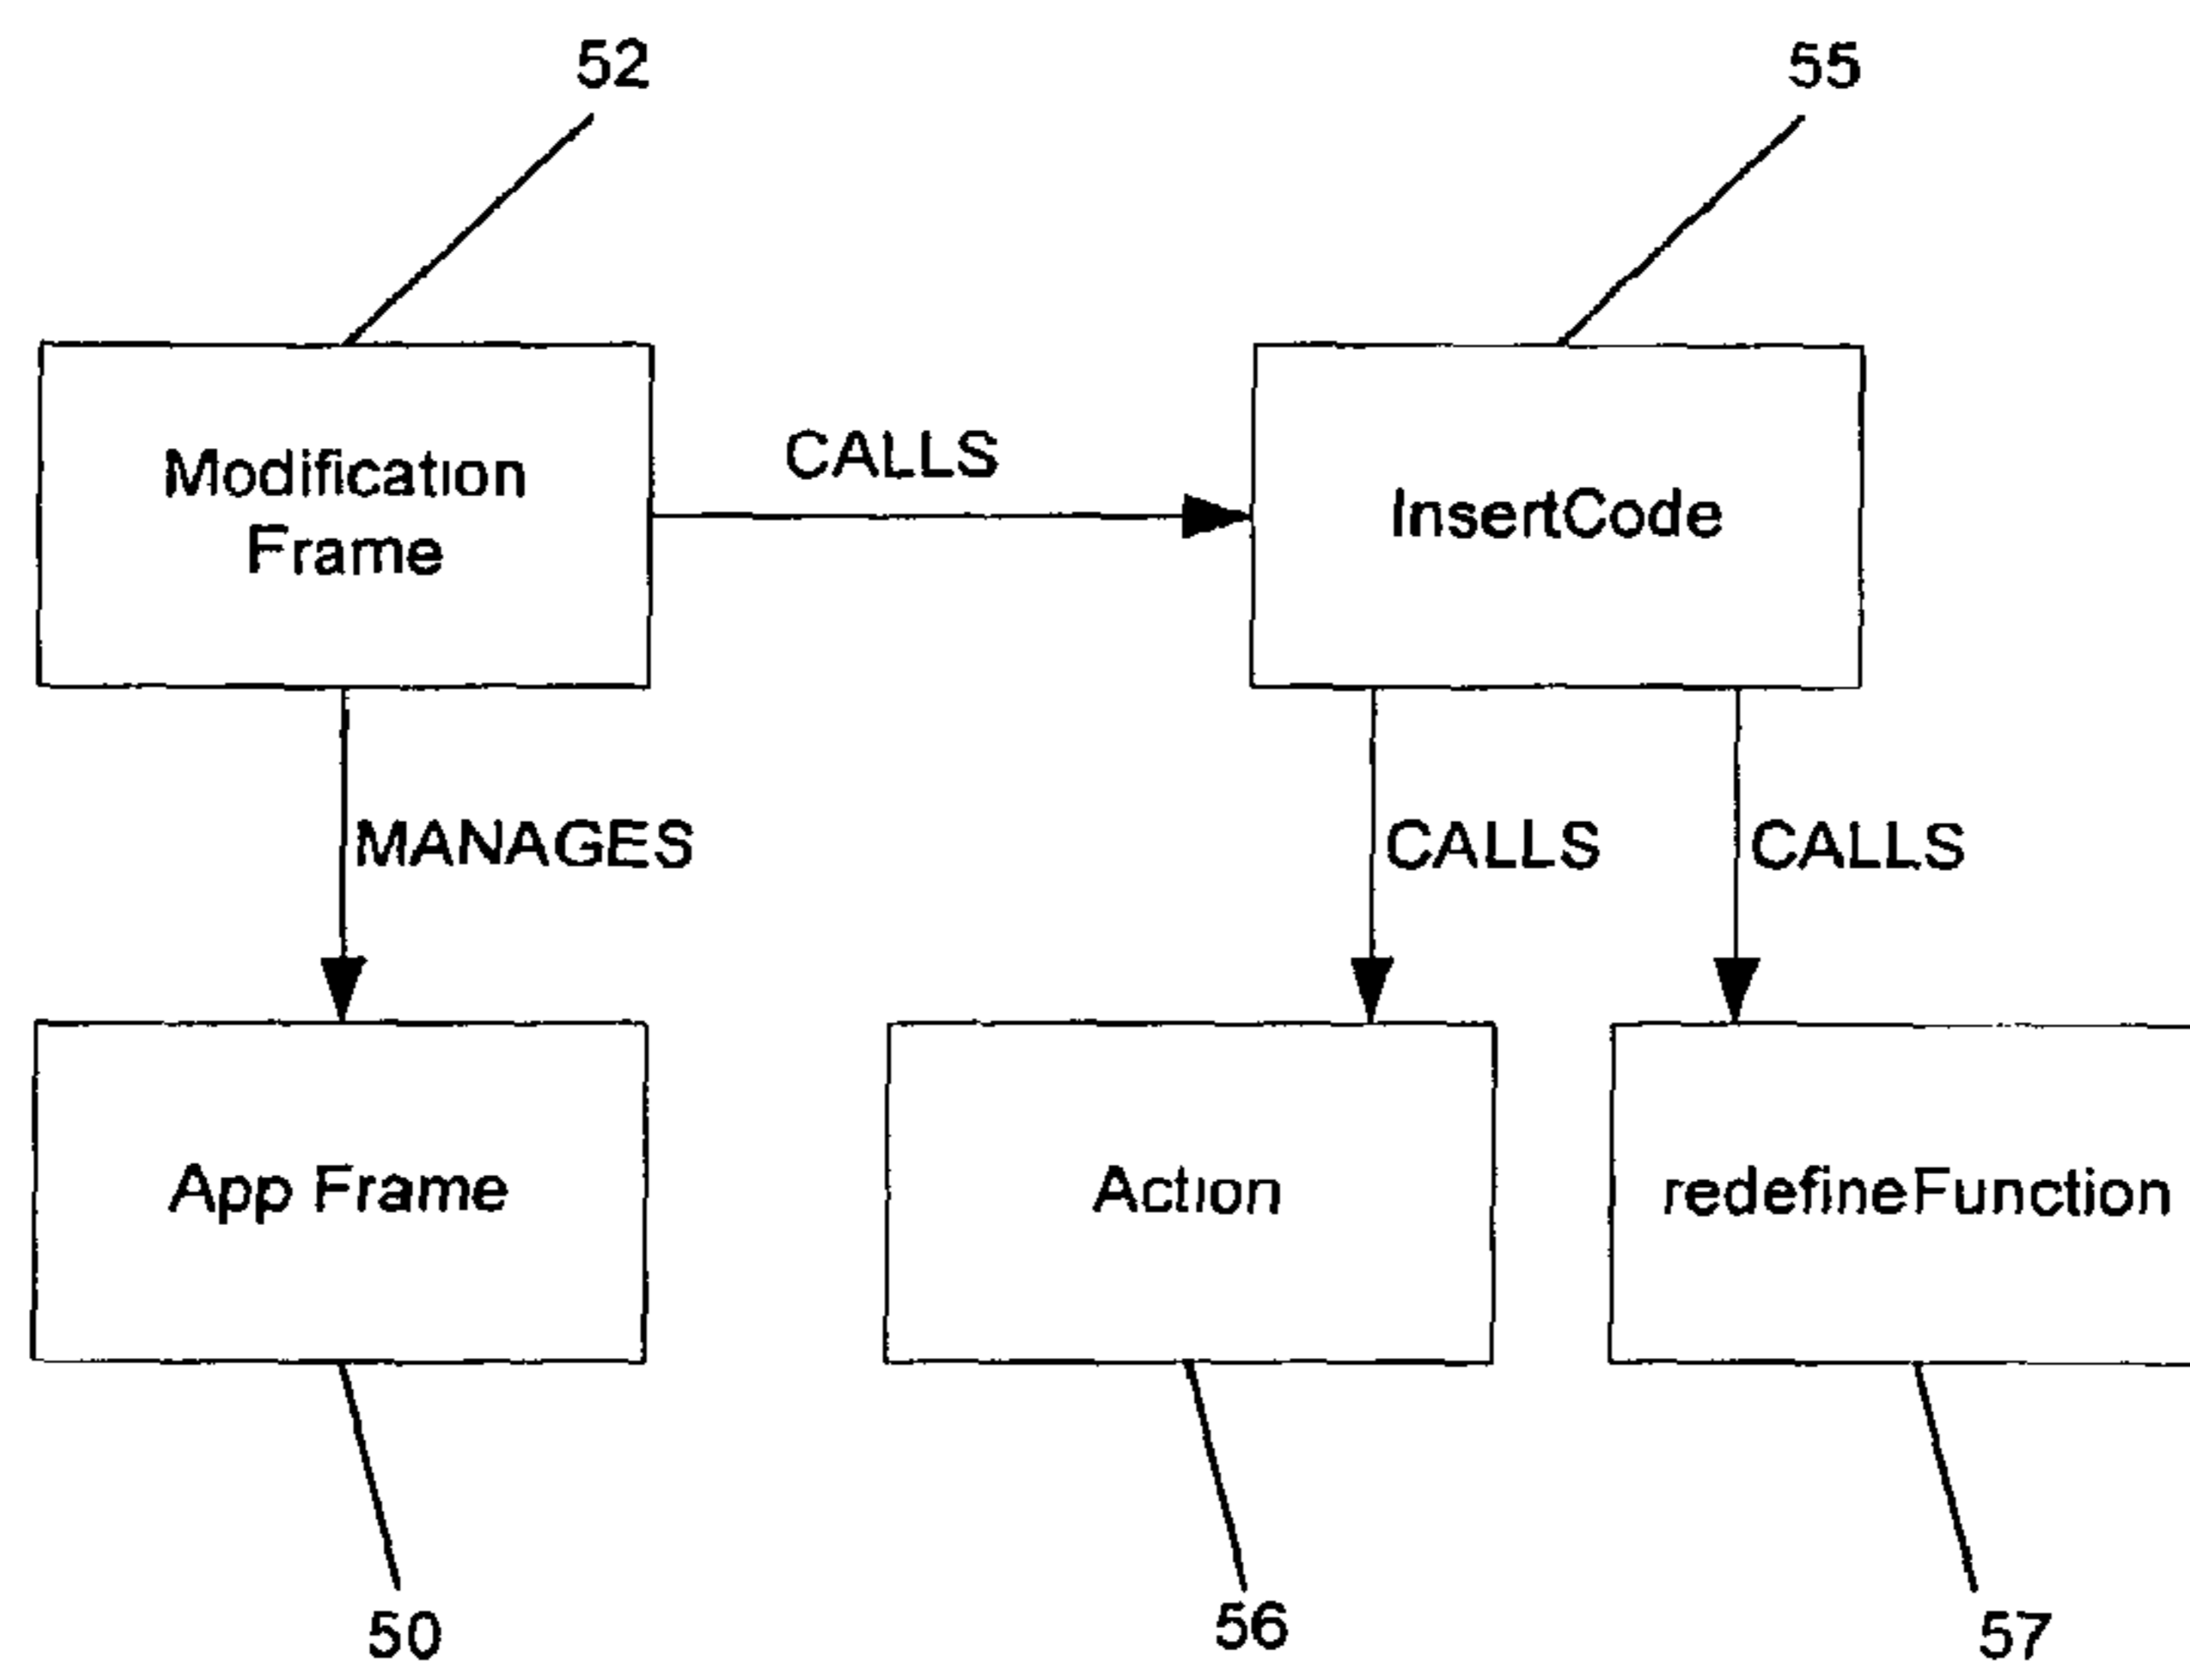 52
55
Modification
Frame
CALLS
InsertCode
MANAGES
CALLS
CALLS
App Frame
Action
redefineFunction
50
56
57